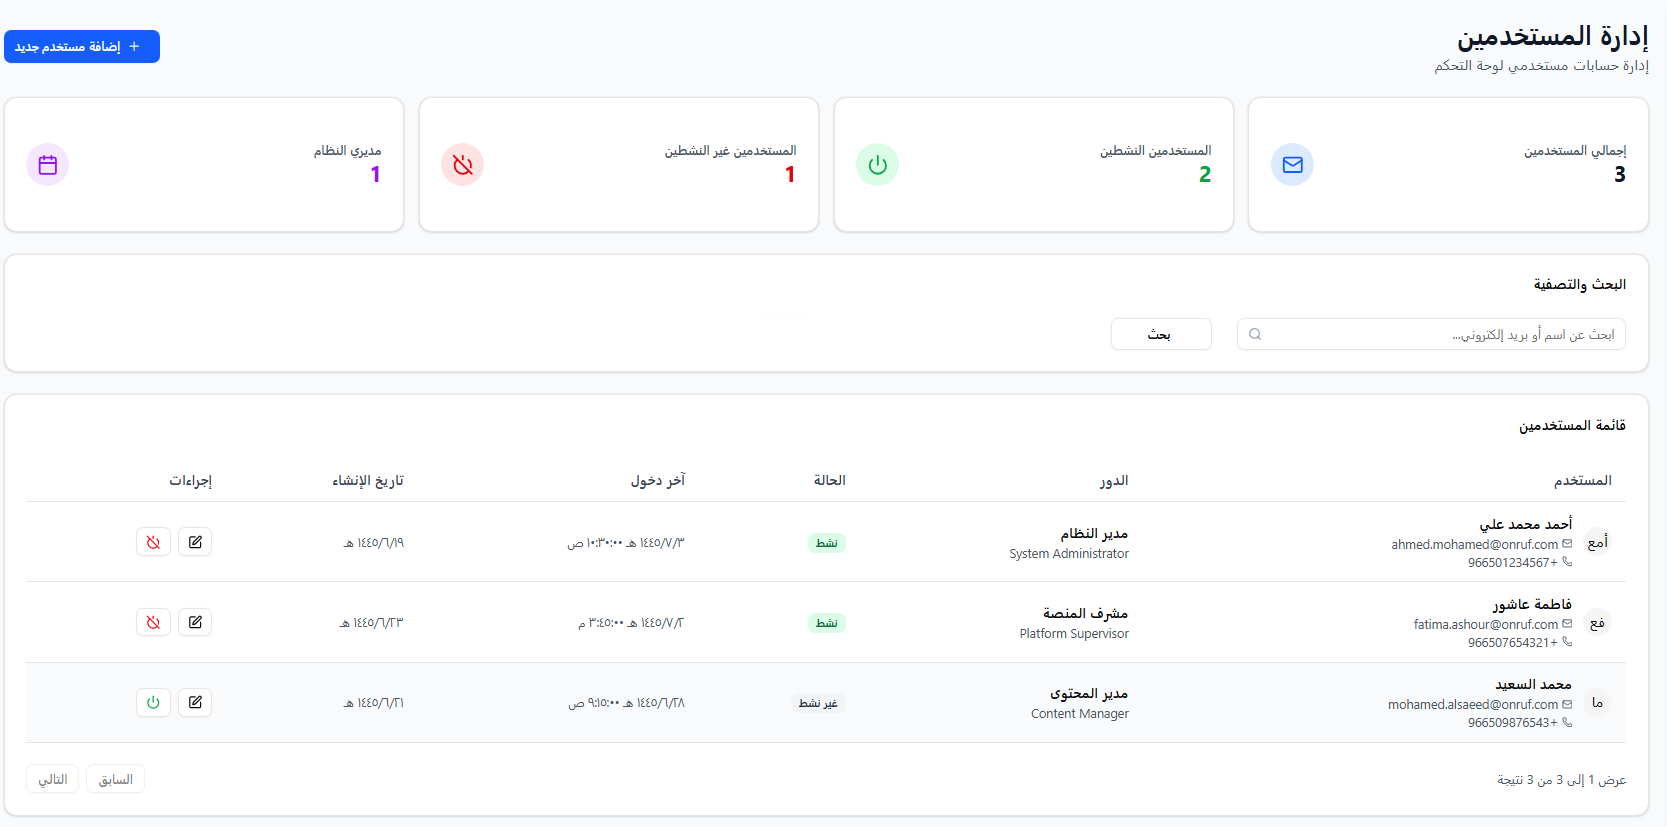 إدارة المستخدمين
إدارة حسابات مستخدمي لوحة التحكم
إضافة مستخدم جديد
إجمالي المستخدمين
3
المستخدمين النشطين
2
المستخدمين غير النشطين
1
مديري النظام
1
البحث والتصفية
ابحث عن اسم أو بريد إلكتروني...
بحث
قائمة المستخدمين
المستخدم الدور الحالة آخر دخول تاريخ الإنشاء إجراءات
أمع
أحمد محمد علي
ahmed.mohamed@onruf.com
966501234567+
مدير النظام
System Administrator
نشط
١٤٤٥/٧/٣ هـ ١٠:٣٠:٠٠ ص
١٤٤٥/٦/١٩ هـ
فع
فاطمة عاشور
fatima.ashour@onruf.com
966507654321+
مشرف المنصة
Platform Supervisor
نشط
١٤٤٥/٧/٢ هـ ٣:٤٥:٠٠ م
١٤٤٥/٦/٢٣ هـ
ما
محمد السعيد
mohamed.alsaeed@onruf.com
966509876543+
مدير المحتوى
Content Manager
غير نشط
١٤٤٥/٦/٢٨ هـ ٩:١٥:٠٠ ص
١٤٤٥/٦/٢١ هـ
عرض 1 إلى 3 من 3 نتيجة
السابق
التالي